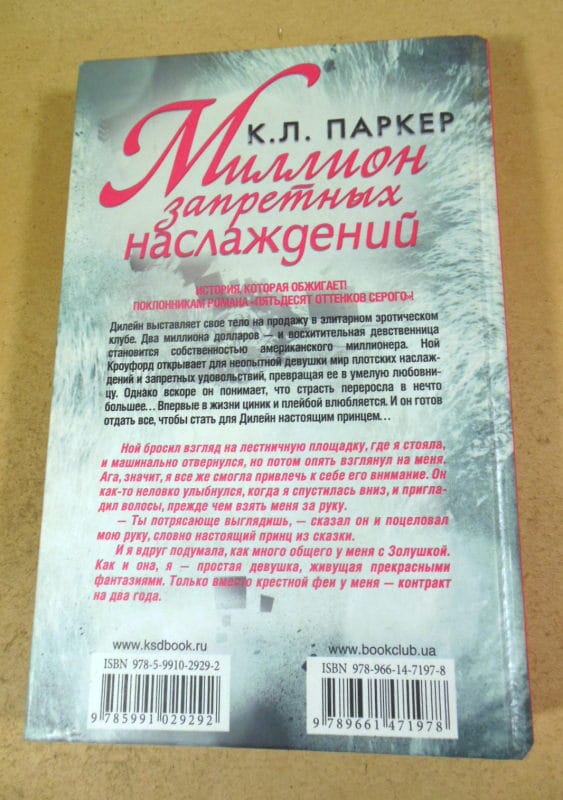 К.Л. ПАРКЕР
Миллион
запретных
наслаждений
ИСТОРИЯ, КОТОРАЯ ОБЖИГАЕТ!
ПОКЛОННИКАМ РОМАНА «ПЯТЬДЕСЯТ ОТТЕНКОВ СЕРОГО»!
Дилейн выставляет свое тело на продажу в элитарном эротическом
клубе. Два миллиона долларов — и восхитительная девственница
становится собственностью американского миллионера. Ной
Кроуфорд открывает для неопытной девушки мир плотских наслаж-
дений и запретных удовольствий, превращая ее в умелую любовни-
цу. Однако вскоре он понимает, что страсть переросла в нечто
большее... Впервые в жизни циник и плейбой влюбляется. И он готов
отдать все, чтобы стать для Дилейн настоящим принцем...
Ной бросил взгляд на лестничную площадку, где я стояла,
и машинально отвернулся, но потом опять взглянул на меня.
Ага, значит, я все же смогла привлечь к себе его внимание. Он
как-то неловко улыбнулся, когда я спустилась вниз, и пригла-
дил волосы, прежде чем взять меня за руку.
— Ты потрясающе выглядишь, — сказал он и поцеловал
мою руку, словно настоящий принц из сказки.
И я вдруг подумала, как много общего у меня с Золушкой.
Как и она, я — простая девушка, живущая прекрасными
фантазиями. Только вместо крестной феи у меня — контракт
на два года.
www.ksdbook.ru
ISBN 978-5-9910-2929-2
9 785991 029292
www.bookclub.ua
ISBN 978-966-14-7197-8
9 789661 471978